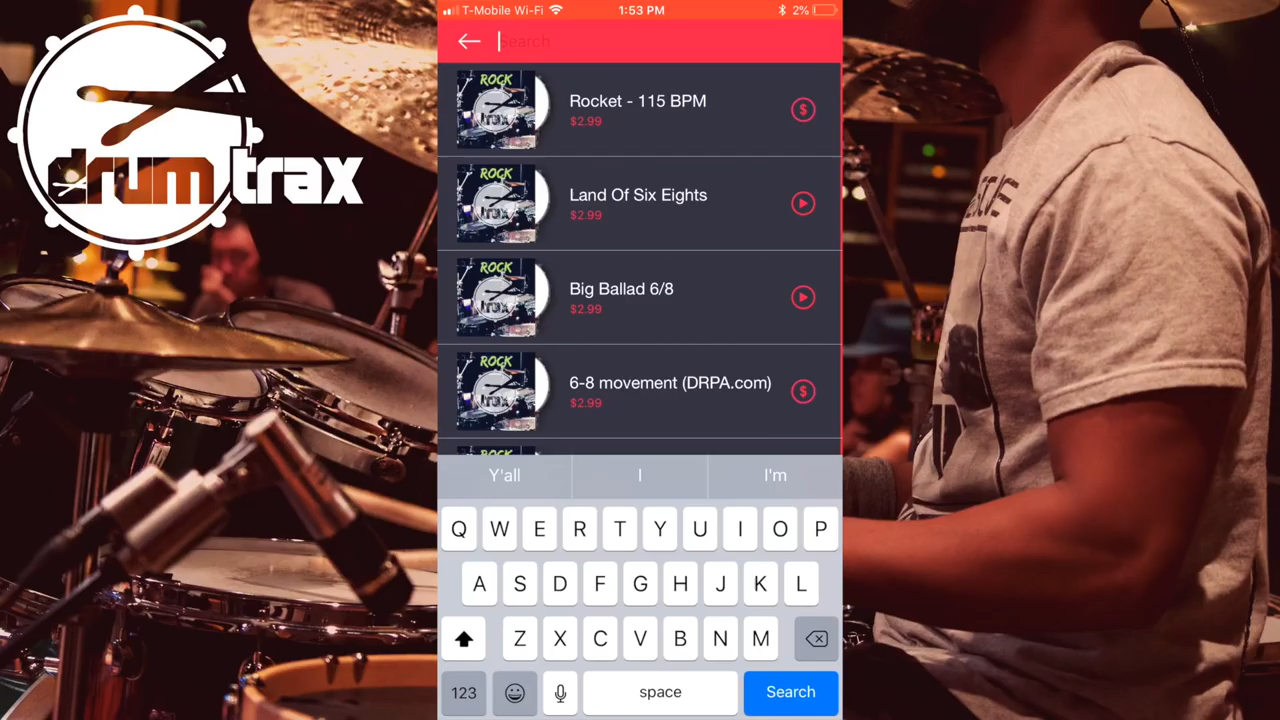 T-Mobile Wi-Fi 1:53 PM 2%
Search
drumtrax
ROCK
Rocket - 115 BPM
$2.99
$
ROCK
Land Of Six Eights
$2.99
ROCK
Big Ballad 6/8
$2.99
ROCK
6-8 movement (DRPA.com)
$2.99
$
Y'all I I'm
Q W E R T Y U I O P
A S D F G H J K L
Z X C V B N M
123 space Search